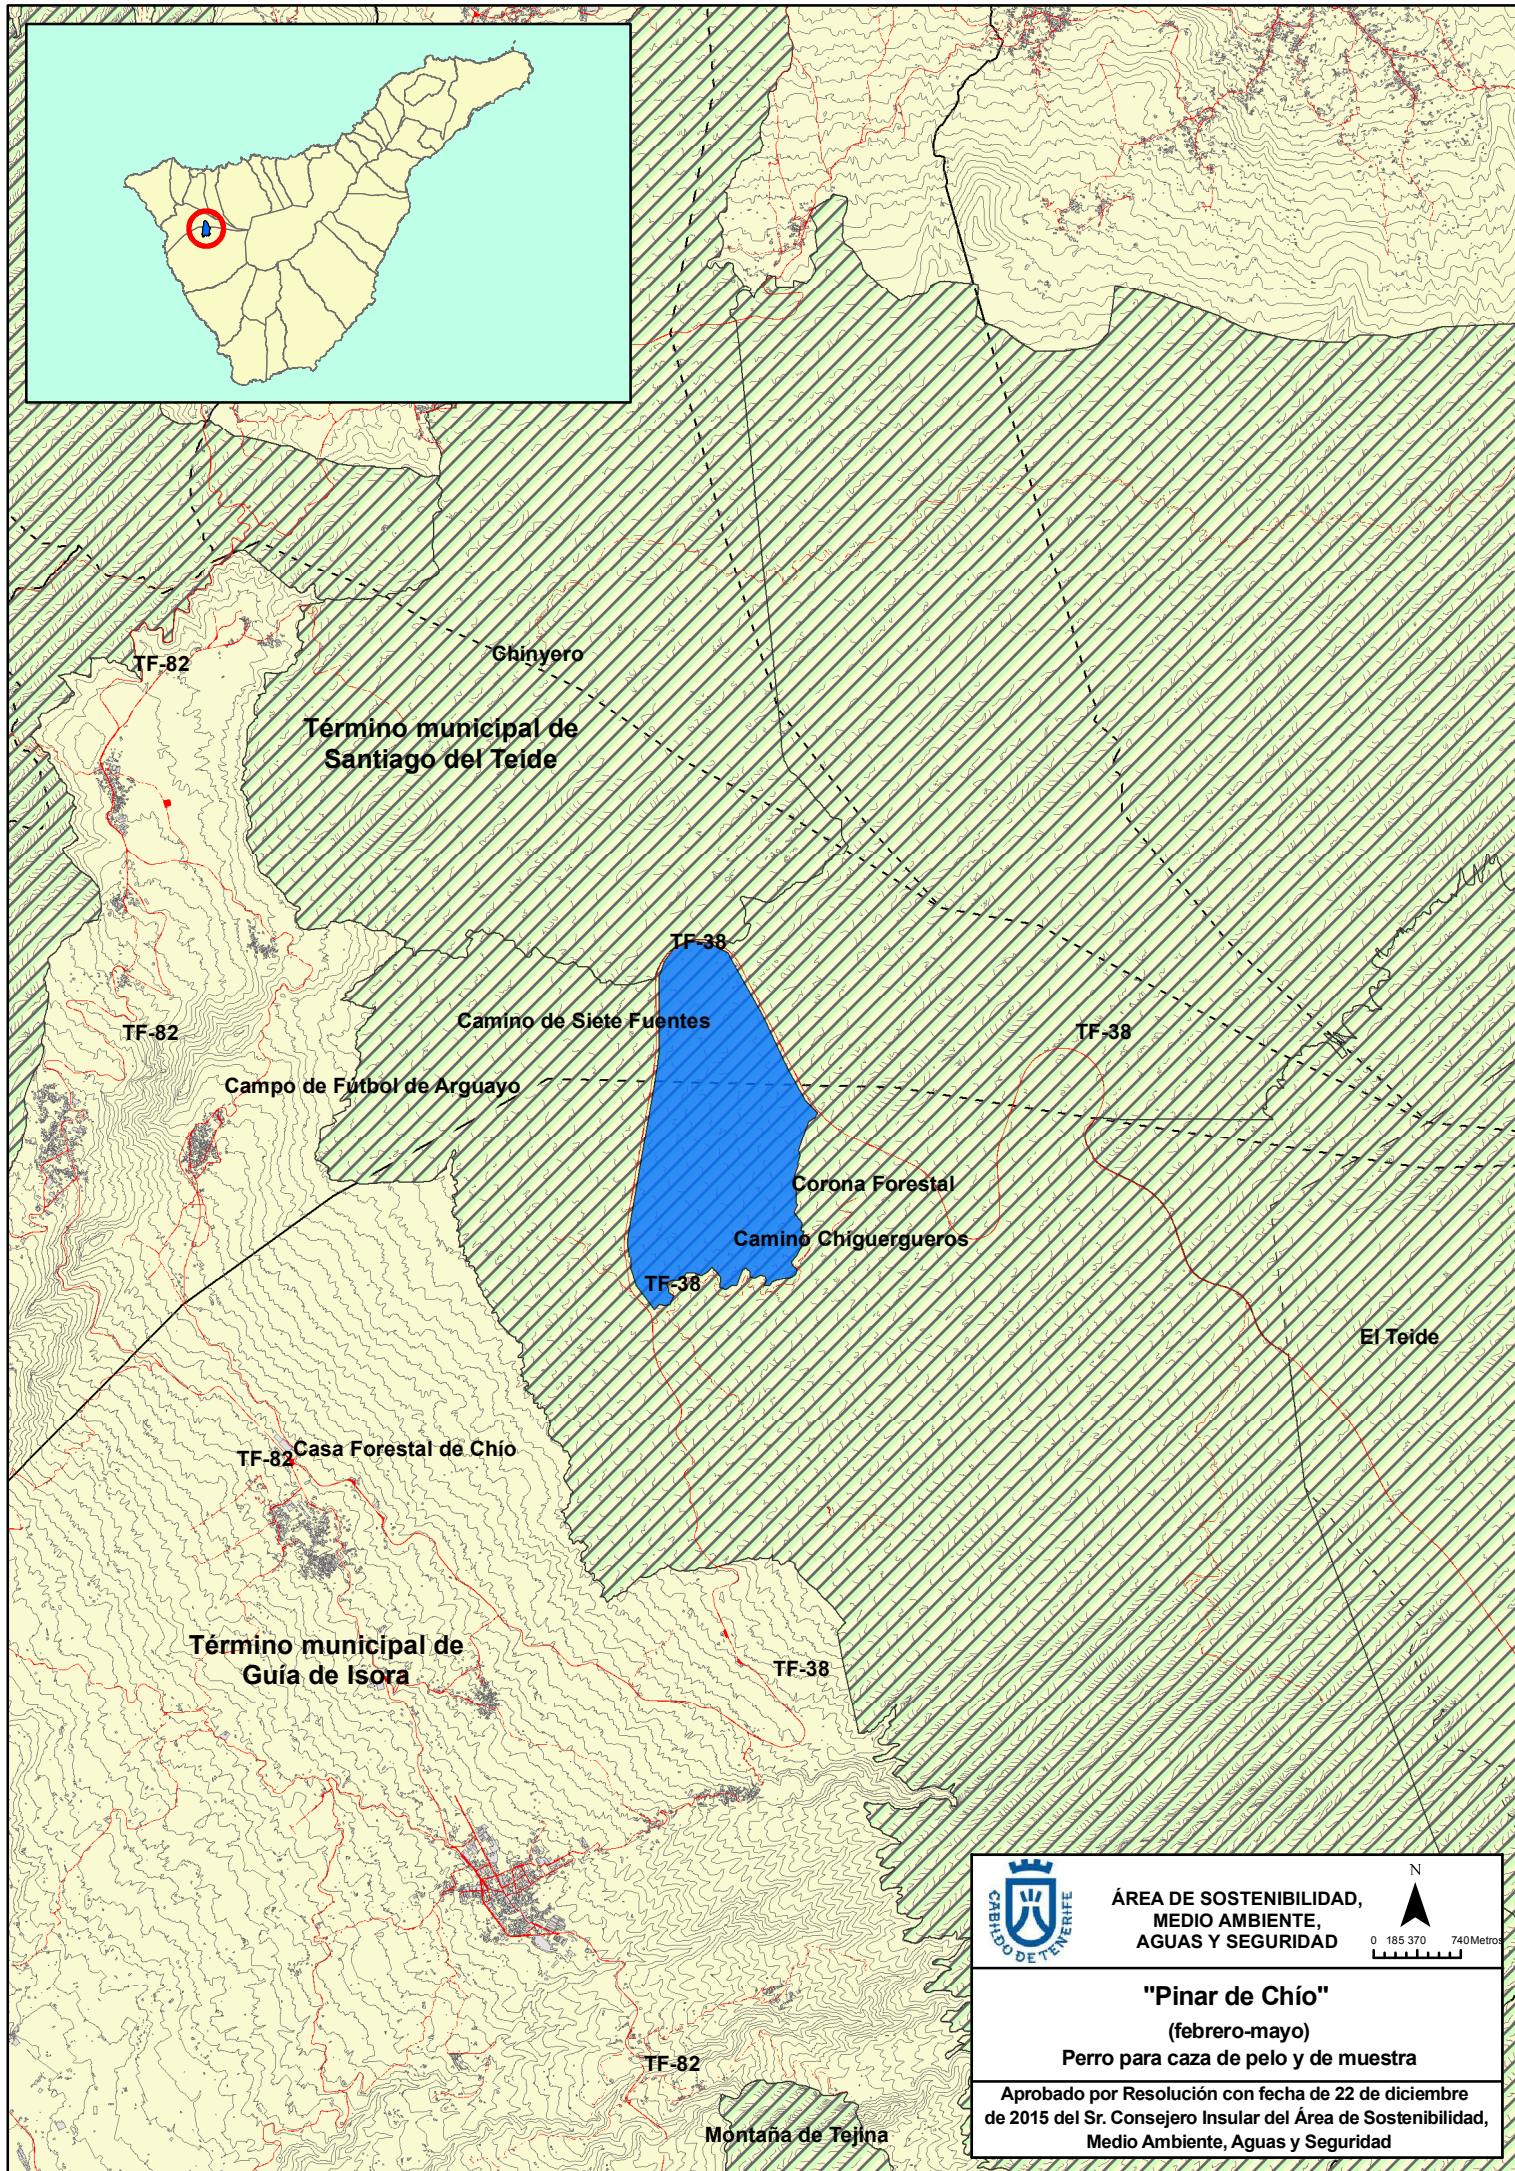 TF-82
Chinyero
Término municipal de
Santiago del Teide
TF-38
Camino de Siete Fuentes
TF-82
TF-38
Campo de Fútbol de Arguayo
Corona Forestal
Camino Chiguergueros
TF-38
El Teide
TF-82
Casa Forestal de Chío
Término municipal de
Guía de Isora
TF-38
TF-82
Montaña de Tejina
CABILDO DE TENERIFE
ÁREA DE SOSTENIBILIDAD,
MEDIO AMBIENTE,
AGUAS Y SEGURIDAD
N
0 185 370 740 Metros
"Pinar de Chío"
(febrero-mayo)
Perro para caza de pelo y de muestra
Aprobado por Resolución con fecha de 22 de diciembre
de 2015 del Sr. Consejero Insular del Área de Sostenibilidad,
Medio Ambiente, Aguas y Seguridad